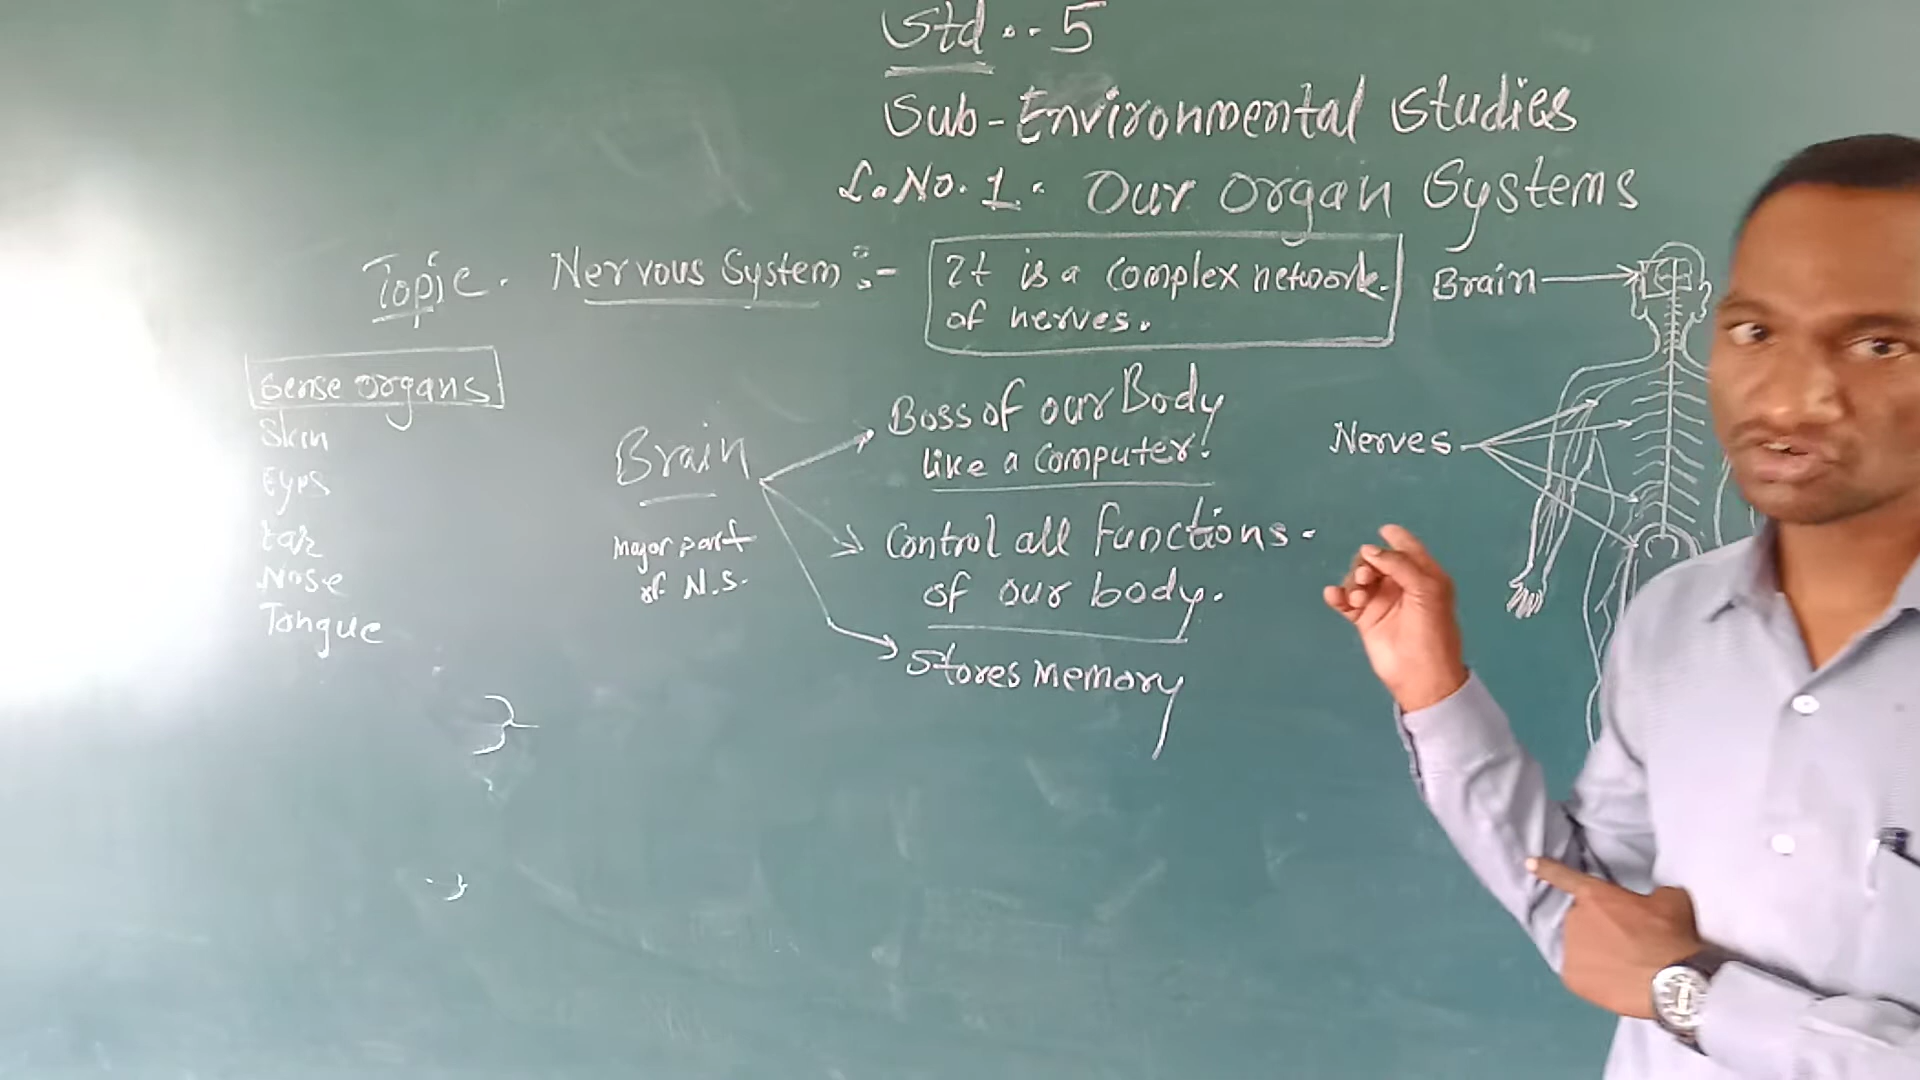 Std... 5
Sub- Environmental Studies
L. No. 1. Our Organ Systems
Topic. Nervous System :-
It is a complex network.
of nerves.
Brain
Sense organs
Skin
Eyes
Ear
Nose
Tongue
Brain
Major part
of N.S.
Boss of our Body
like a computer!
Control all functions.
of our body.
Stores Memory
Nerves